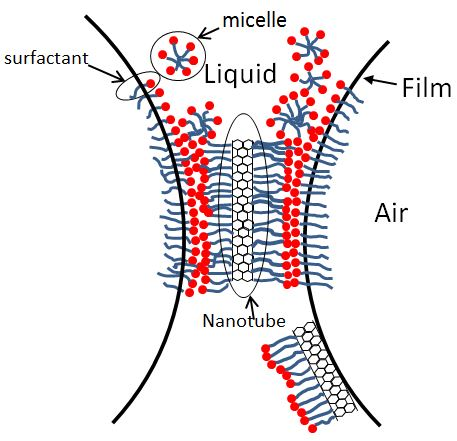 micelle
surfactant
Liquid
Film
Air
Nanotube